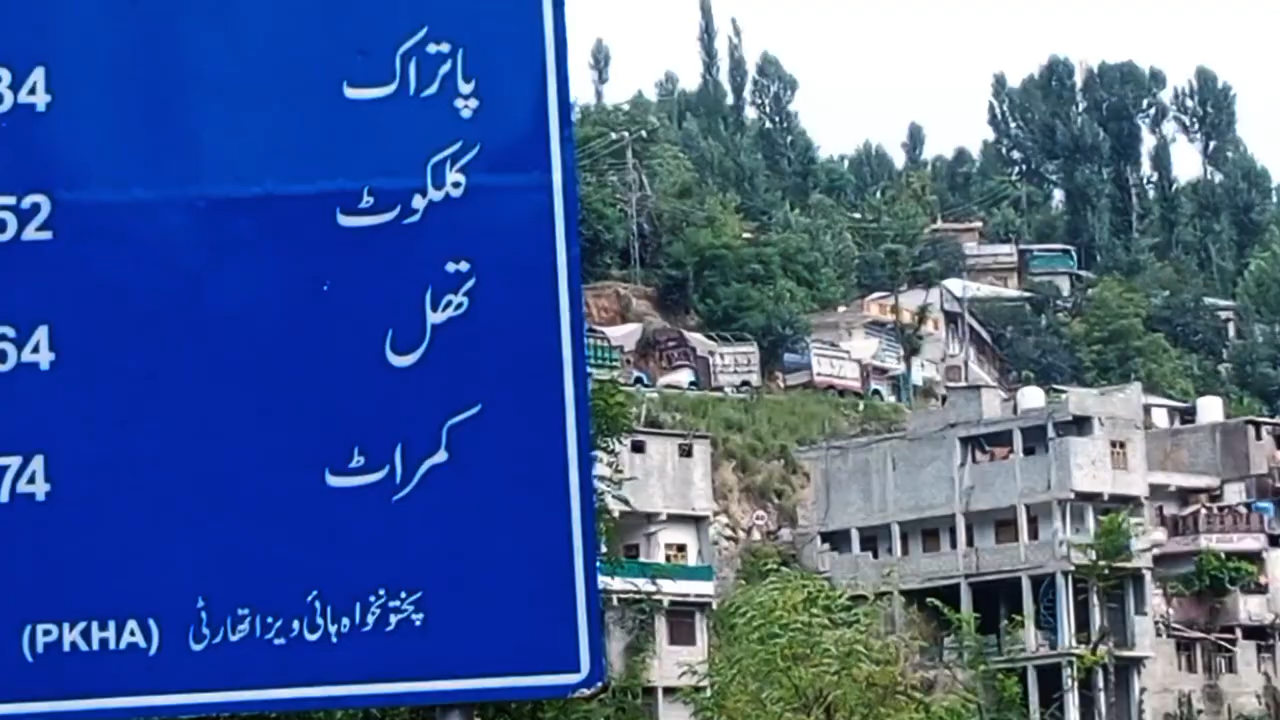 پاتراک 34
کلکوٹ 52
تھل 64
کمراٹ 74
پختونخواہ ہائی ویز اتھارٹی (PKHA)